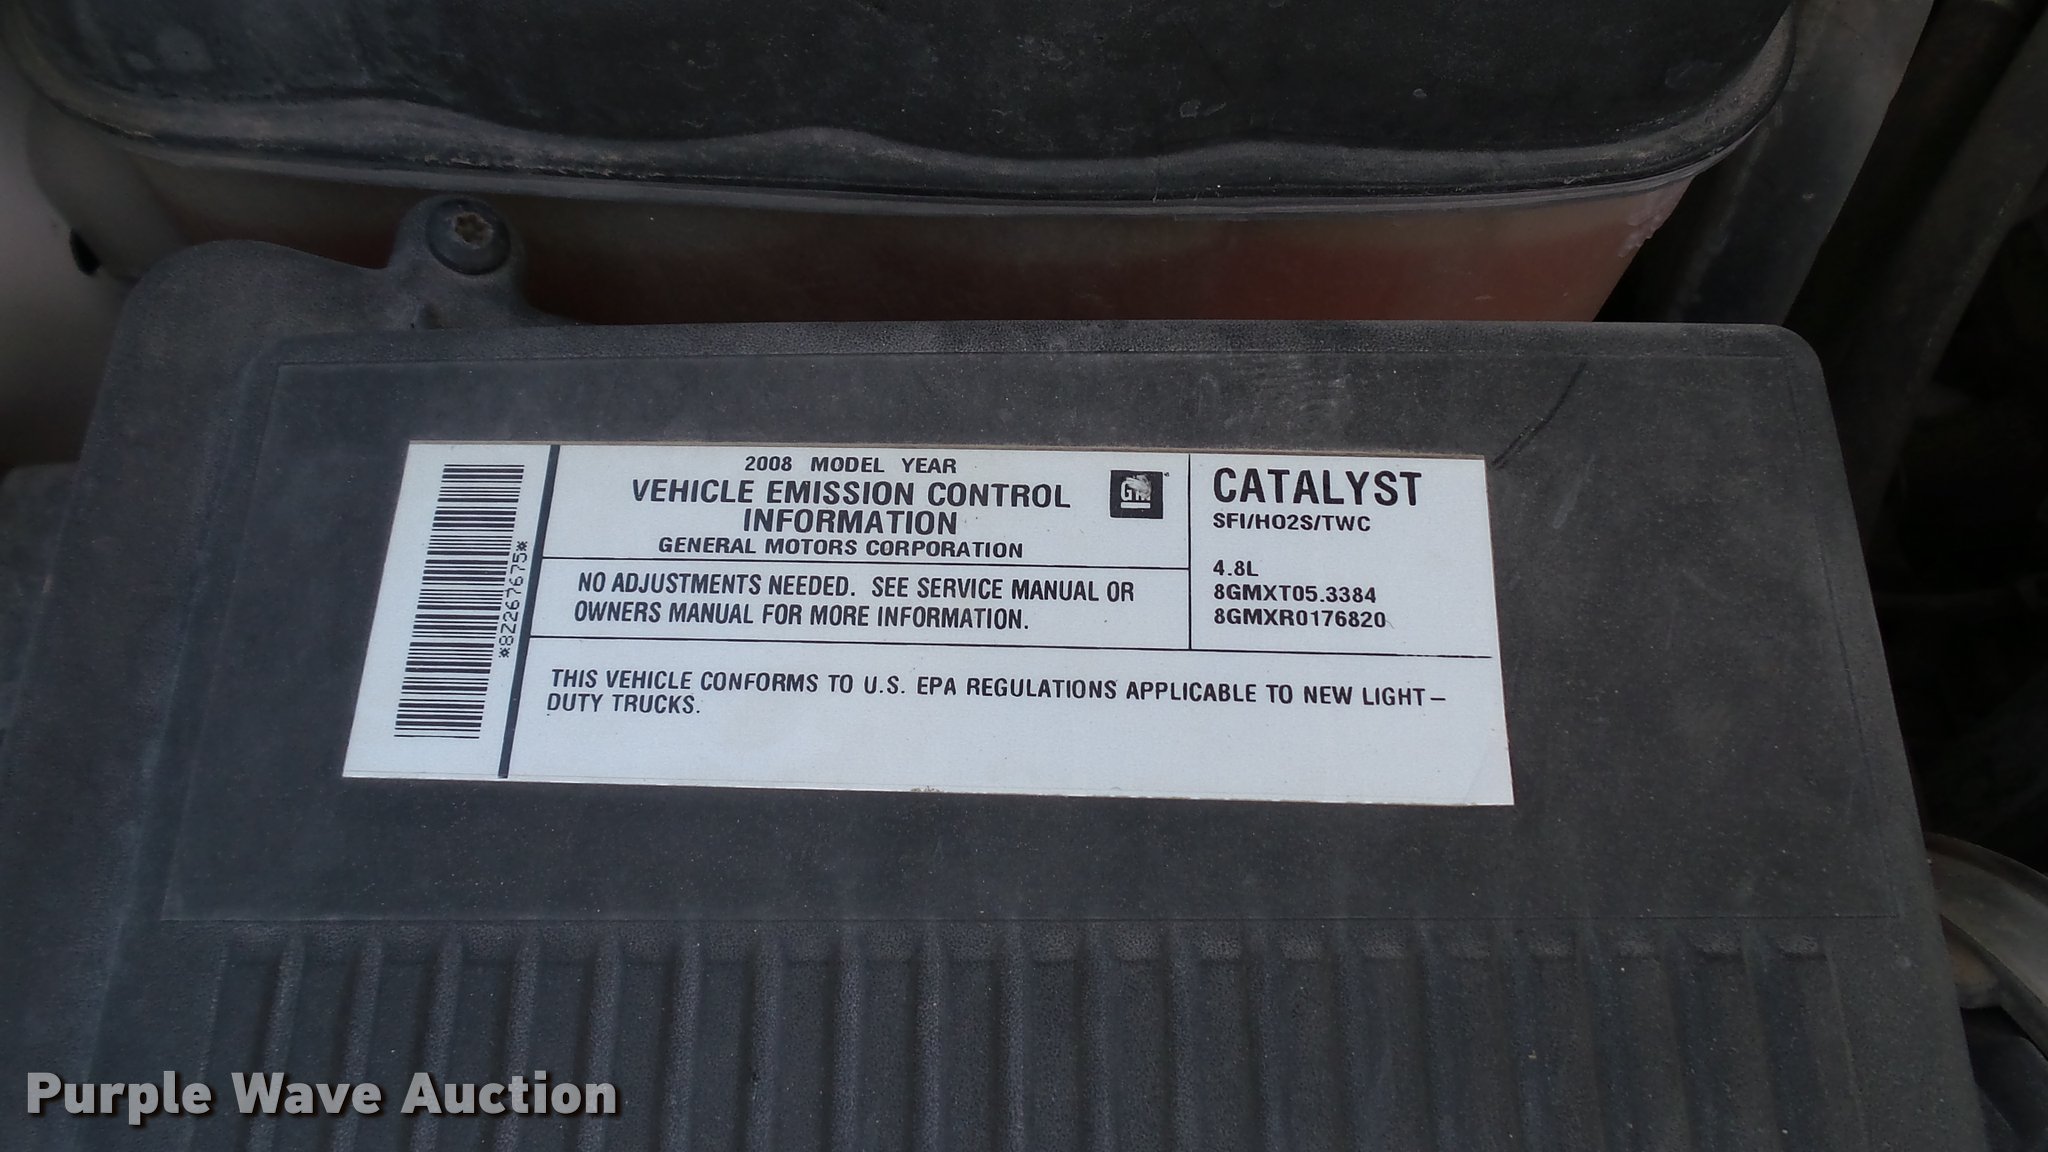 2008 MODEL YEAR
VEHICLE EMISSION CONTROL
INFORMATION
GENERAL MOTORS CORPORATION
GM
NO ADJUSTMENTS NEEDED. SEE SERVICE MANUAL OR
OWNERS MANUAL FOR MORE INFORMATION.
CATALYST
SFI/HO2S/TWC
4.8L
8GMXT05.3384
8GMXR0176820
THIS VEHICLE CONFORMS TO U.S. EPA REGULATIONS APPLICABLE TO NEW LIGHT–
DUTY TRUCKS.
*8Z267675*
Purple Wave Auction